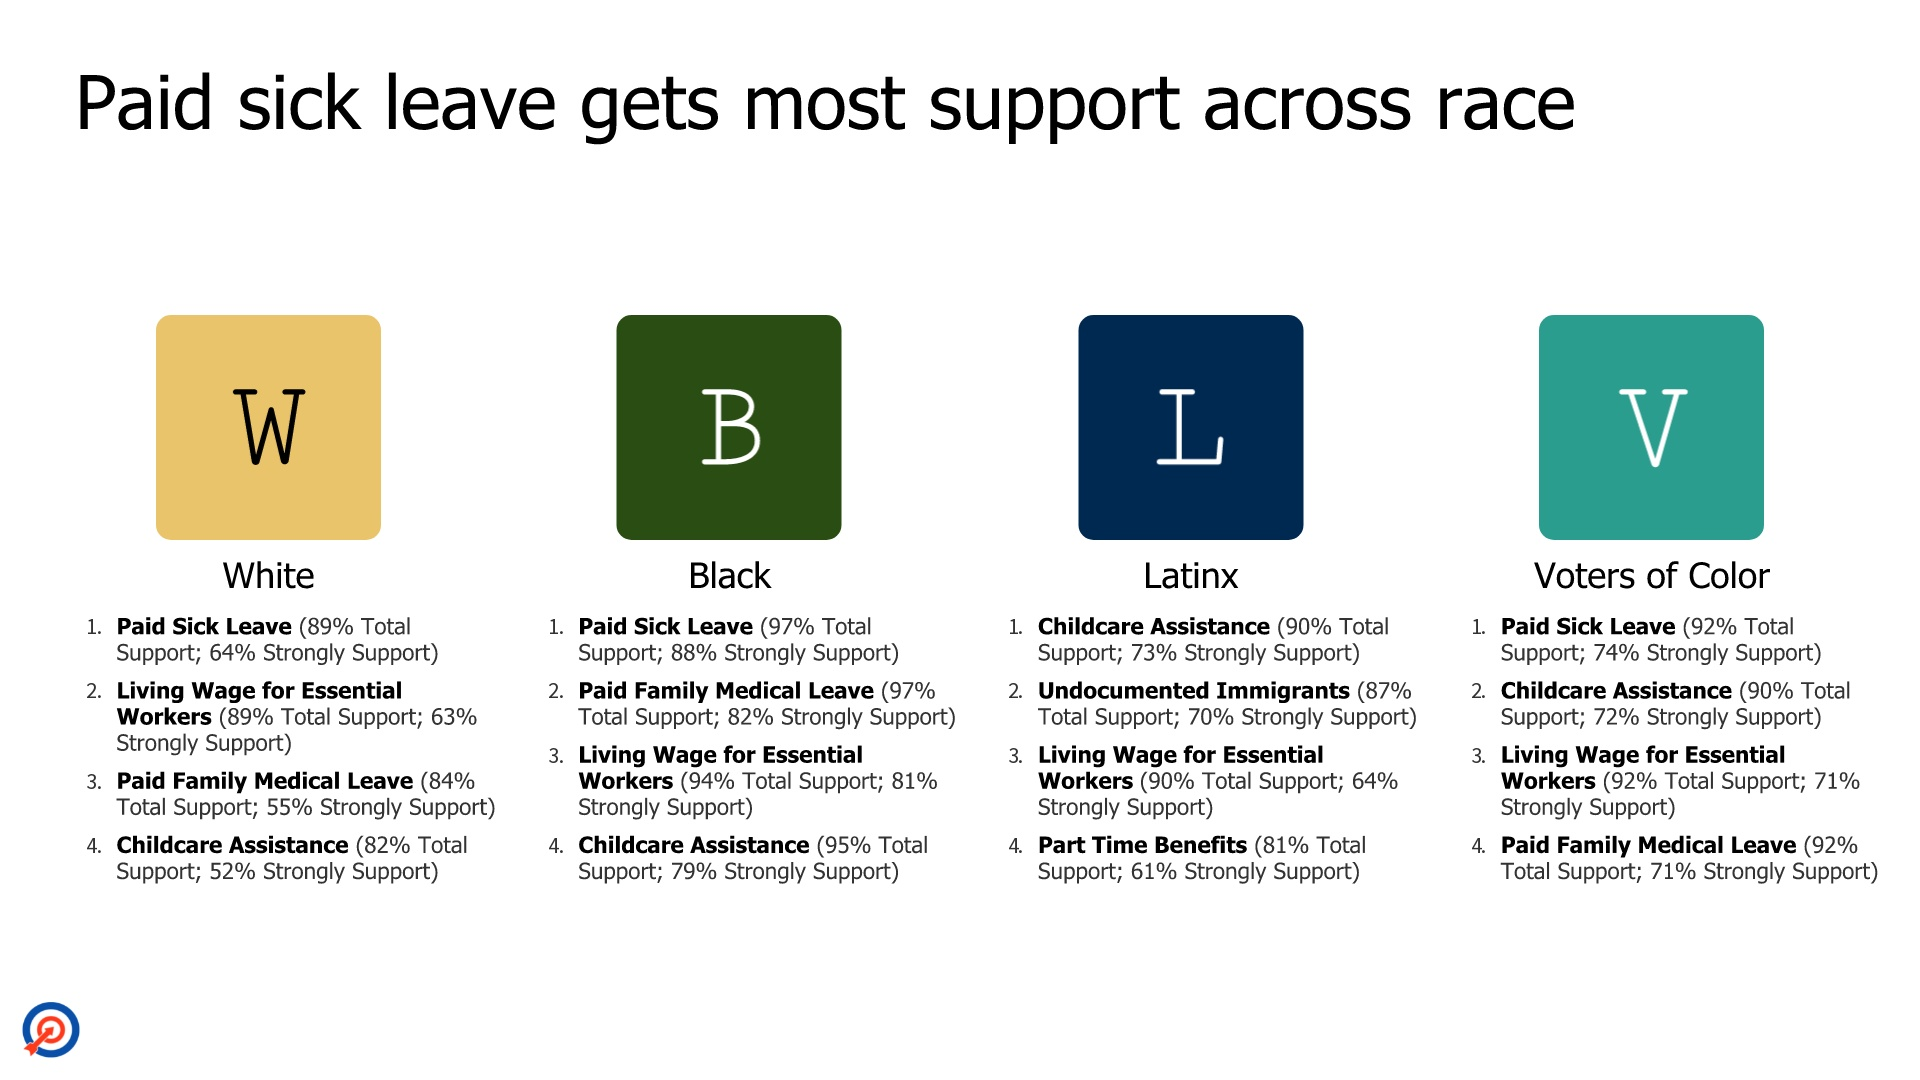 Paid sick leave gets most support across race
W
White
1. Paid Sick Leave (89% Total
Support; 64% Strongly Support)
2. Living Wage for Essential
Workers (89% Total Support; 63%
Strongly Support)
3. Paid Family Medical Leave (84%
Total Support; 55% Strongly Support)
4. Childcare Assistance (82% Total
Support; 52% Strongly Support)
B
Black
1. Paid Sick Leave (97% Total
Support; 88% Strongly Support)
2. Paid Family Medical Leave (97%
Total Support; 82% Strongly Support)
3. Living Wage for Essential
Workers (94% Total Support; 81%
Strongly Support)
4. Childcare Assistance (95% Total
Support; 79% Strongly Support)
L
Latinx
1. Childcare Assistance (90% Total
Support; 73% Strongly Support)
2. Undocumented Immigrants (87%
Total Support; 70% Strongly Support)
3. Living Wage for Essential
Workers (90% Total Support; 64%
Strongly Support)
4. Part Time Benefits (81% Total
Support; 61% Strongly Support)
V
Voters of Color
1. Paid Sick Leave (92% Total
Support; 74% Strongly Support)
2. Childcare Assistance (90% Total
Support; 72% Strongly Support)
3. Living Wage for Essential
Workers (92% Total Support; 71%
Strongly Support)
4. Paid Family Medical Leave (92%
Total Support; 71% Strongly Support)